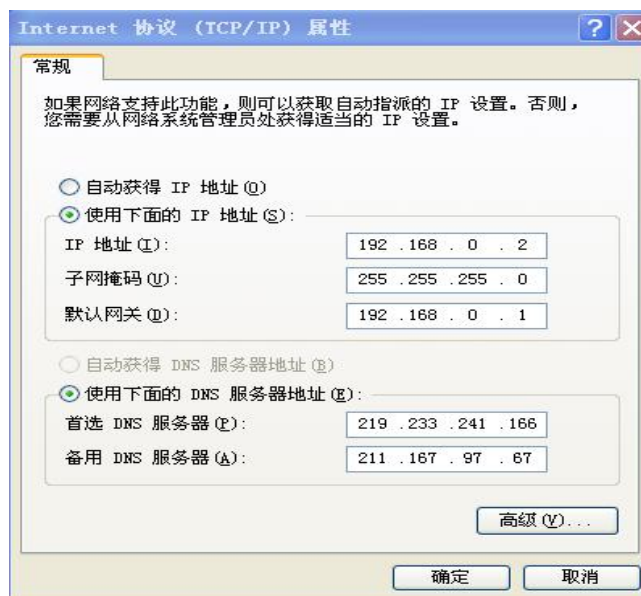 Internet 协议 (TCP/IP) 属性
常规
如果网络支持此功能，则可以获取自动指派的 IP 设置。否则，
您需要从网络系统管理员处获得适当的 IP 设置。
自动获得 IP 地址(O)
使用下面的 IP 地址(S):
IP 地址(I): 192 .168 . 0 . 2
子网掩码(U): 255 .255 .255 . 0
默认网关(D): 192 .168 . 0 . 1
自动获得 DNS 服务器地址(B)
使用下面的 DNS 服务器地址(E):
首选 DNS 服务器(P): 219 .233 .241 .166
备用 DNS 服务器(A): 211 .167 . 97 . 67
高级(V)...
确定 取消